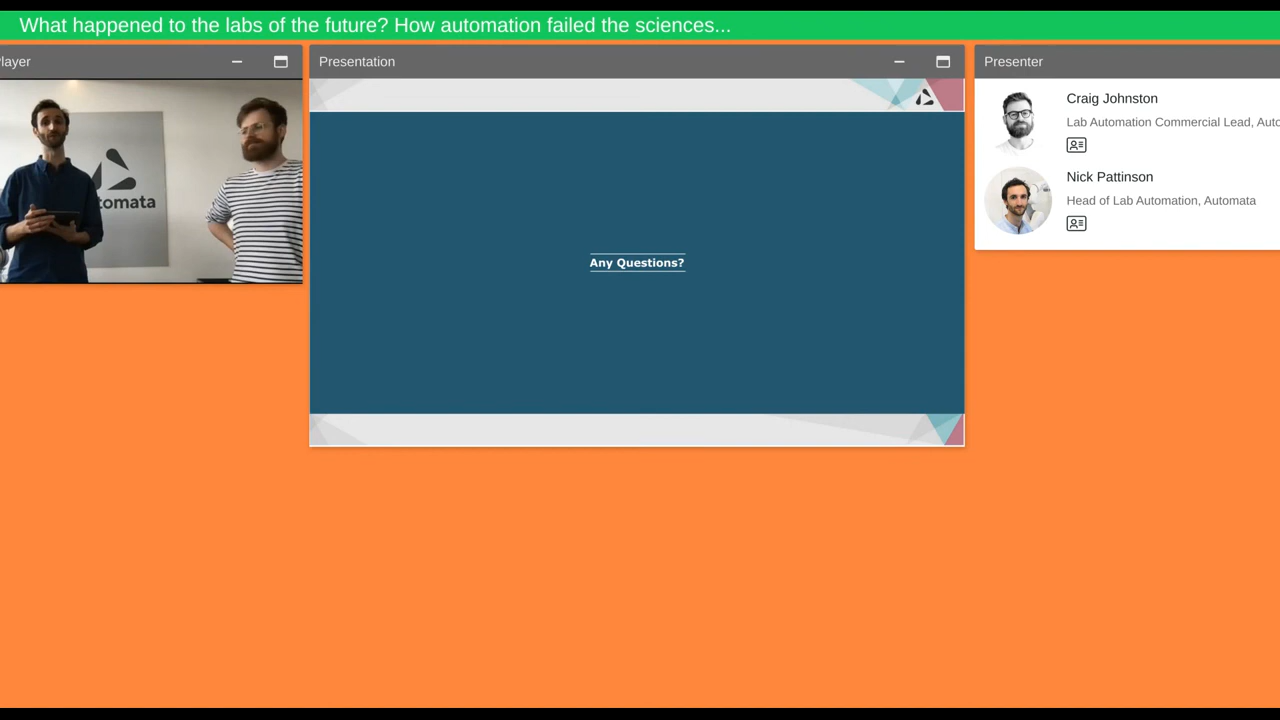 What happened to the labs of the future? How automation failed the sciences...
layer
Presentation
Presenter
tomata
Any Questions?
Craig Johnston
Lab Automation Commercial Lead, Auto
Nick Pattinson
Head of Lab Automation, Automata